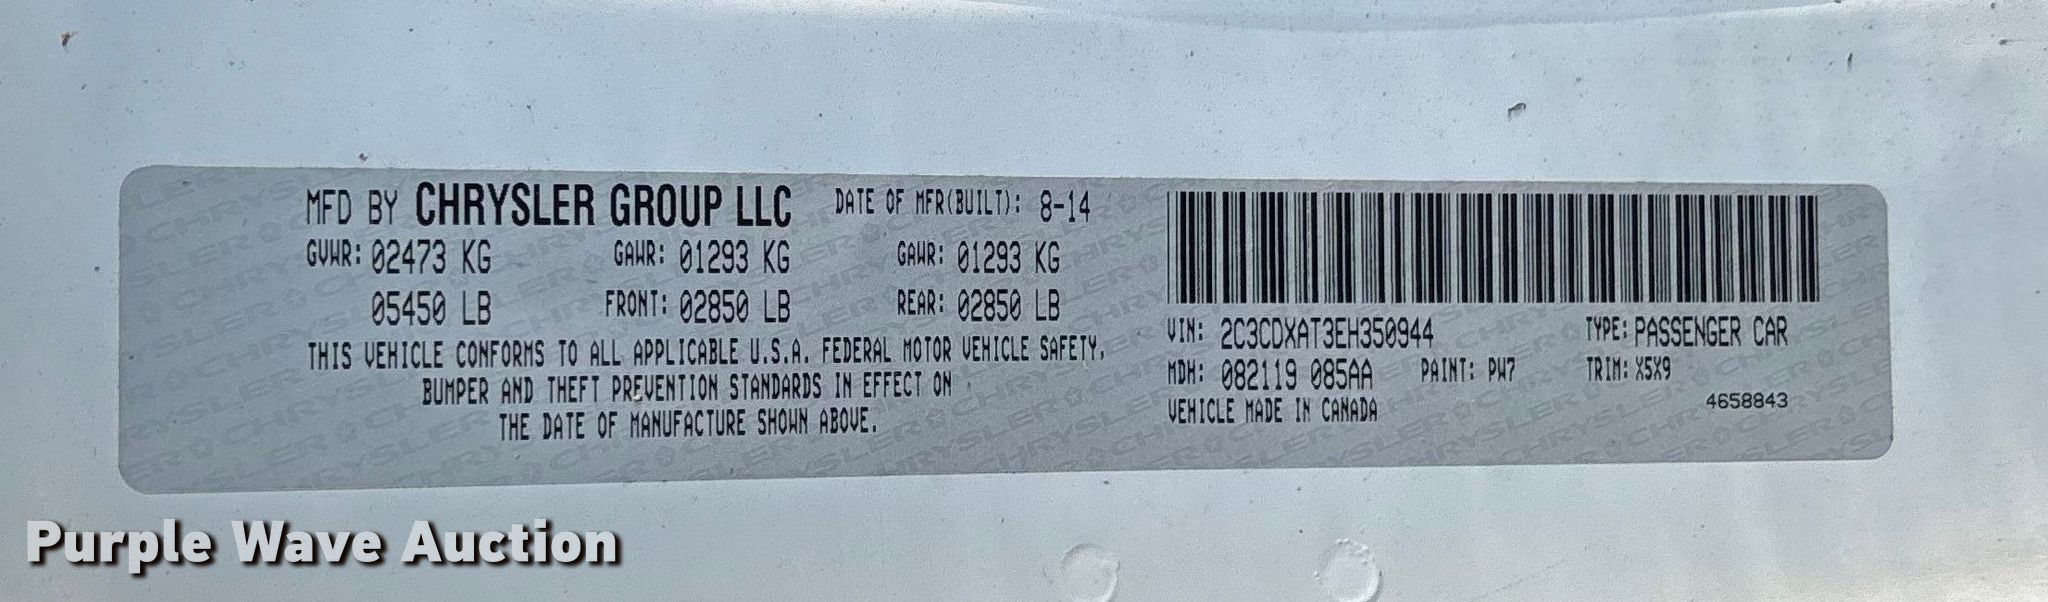 MFD BY CHRYSLER GROUP LLC DATE OF MFR(BUILT): 8-14
GVWR: 02473 KG GAWR: 01293 KG GAWR: 01293 KG
05450 LB FRONT: 02850 LB REAR: 02850 LB
THIS VEHICLE CONFORMS TO ALL APPLICABLE U.S.A. FEDERAL MOTOR VEHICLE SAFETY,
BUMPER AND THEFT PREVENTION STANDARDS IN EFFECT ON
THE DATE OF MANUFACTURE SHOWN ABOVE.
VIN: 2C3CDXAT3EH350944 TYPE: PASSENGER CAR
MDH: 082119 085AA PAINT: PW7 TRIM: X5X9
VEHICLE MADE IN CANADA 4658843
Purple Wave Auction